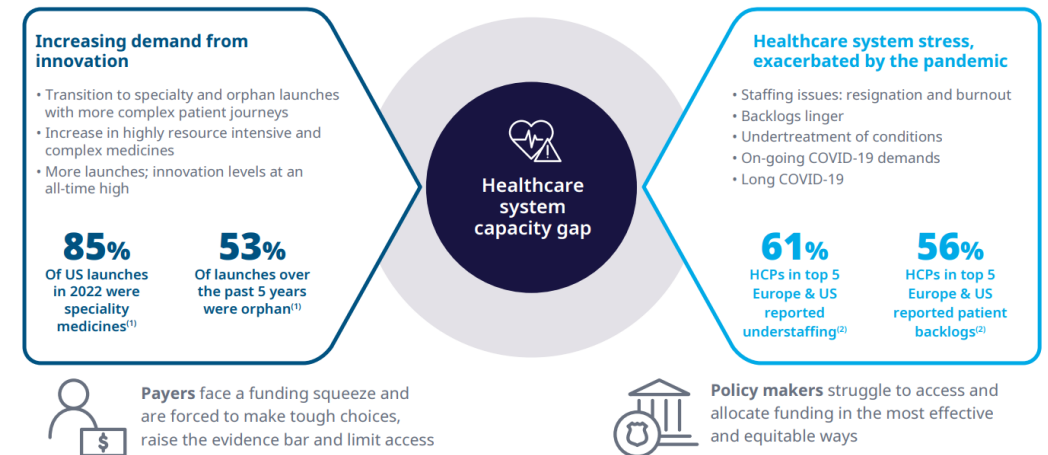 Increasing demand from
innovation
• Transition to specialty and orphan launches
with more complex patient journeys
• Increase in highly resource intensive and
complex medicines
• More launches; innovation levels at an
all-time high
85%
Of US launches
in 2022 were
speciality
medicines(1)
53%
Of launches over
the past 5 years
were orphan(1)
Healthcare
system
capacity gap
Healthcare system stress,
exacerbated by the pandemic
• Staffing issues: resignation and burnout
• Backlogs linger
• Undertreatment of conditions
• On-going COVID-19 demands
• Long COVID-19
61%
HCPs in top 5
Europe & US
reported
understaffing(2)
56%
HCPs in top 5
Europe & US
reported patient
backlogs(2)
$
Payers face a funding squeeze and
are forced to make tough choices,
raise the evidence bar and limit access
Policy makers struggle to access and
allocate funding in the most effective
and equitable ways